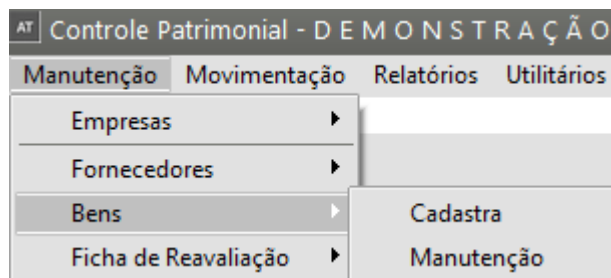 AT Controle Patrimonial - D E M O N S T R A Ç Ã O
Manutenção Movimentação Relatórios Utilitários
Empresas
Fornecedores
Bens Cadastra
Ficha de Reavaliação Manutenção